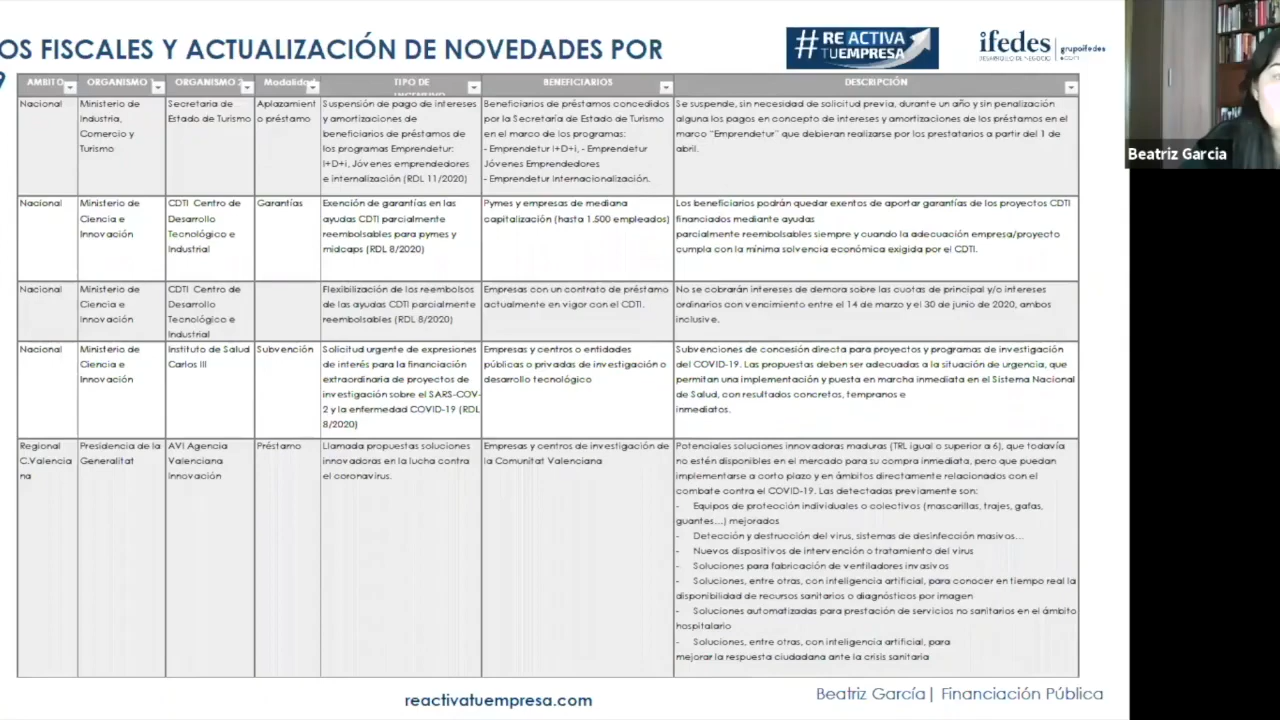 OS FISCALES Y ACTUALIZACIÓN DE NOVEDADES POR
# RE ACTIVA
TU EMPRESA
ifedes
DESARROLLO DE NEGOCIO
grupoifedes
.com
Beatriz Garcia
AMBITO
ORGANISMO 1
ORGANISMO 2
Modalidad
TIPO DE
BENEFICIARIOS
DESCRIPCIÓN
Nacional
Ministerio de
Industria,
Comercio y
Turismo
Secretaría de
Estado de Turismo
Aplazamient
o préstamo
Suspensión de pago de intereses
y amortizaciones de
beneficiarios de préstamos de
los programas Emprendetur:
I+D+i, Jóvenes emprendedores
e internalización (RDL 11/2020)
Beneficiarios de préstamos concedidos
por la Secretaría de Estado de Turismo
en el marco de los programas:
- Emprendetur I+D+i, - Emprendetur
Jóvenes Emprendedores
- Emprendetur Internacionalización.
Se suspende, sin necesidad de solicitud previa, durante un año y sin penalización
alguna los pagos en concepto de intereses y amortizaciones de los préstamos en el
marco "Emprendetur" que debieran realizarse por los prestatarios a partir del 1 de
abril.
Nacional
Ministerio de
Ciencia e
Innovación
CDTI Centro de
Desarrollo
Tecnológico e
Industrial
Garantías
Exención de garantías en las
ayudas CDTI parcialmente
reembolsables para pymes y
midcaps (RDL 8/2020)
Pymes y empresas de mediana
capitalización (hasta 1.500 empleados)
Los beneficiarios podrán quedar exentos de aportar garantías de los proyectos CDTI
financiados mediante ayudas
parcialmente reembolsables siempre y cuando la adecuación empresa/proyecto
cumpla con la mínima solvencia económica exigida por el CDTI.
Nacional
Ministerio de
Ciencia e
Innovación
CDTI Centro de
Desarrollo
Tecnológico e
Industrial
Flexibilización de los reembolsos
de las ayudas CDTI parcialmente
reembolsables (RDL 8/2020)
Empresas con un contrato de préstamo
actualmente en vigor con el CDTI.
No se cobrarán intereses de demora sobre las cuotas de principal y/o intereses
ordinarios con vencimiento entre el 14 de marzo y el 30 de junio de 2020, ambos
inclusive.
Nacional
Ministerio de
Ciencia e
Innovación
Instituto de Salud
Carlos III
Subvención
Solicitud urgente de expresiones
de interés para la financiación
extraordinaria de proyectos de
investigación sobre el SARS-COV-
2 y la enfermedad COVID-19 (RDL
8/2020)
Empresas y centros o entidades
públicas o privadas de investigación o
desarrollo tecnológico
Subvenciones de concesión directa para proyectos y programas de investigación
del COVID-19. Las propuestas deben ser adecuadas a la situación de urgencia, que
permitan una implementación y puesta en marcha inmediata en el Sistema Nacional
de Salud, con resultados concretos, tempranos e
inmediatos.
Regional
C.Valencia
na
Presidencia de la
Generalitat
AVI Agencia
Valenciana
Innovación
Préstamo
Llamada propuestas soluciones
innovadoras en la lucha contra
el coronavirus.
Empresas y centros de investigación de
la Comunitat Valenciana
Potenciales soluciones innovadoras maduras (TRL igual o superior a 6), que todavía
no estén disponibles en el mercado para su compra inmediata, pero que puedan
implementarse a corto plazo y en ámbitos directamente relacionados con el
combate contra el COVID-19. Las detectadas previamente son:
- Equipos de protección individuales o colectivos (mascarillas, trajes, gafas,
guantes…) mejorados
- Detección y destrucción del virus, sistemas de desinfección masivos…
- Nuevos dispositivos de intervención o tratamiento del virus
- Soluciones para fabricación de ventiladores invasivos
- Soluciones, entre otras, con inteligencia artificial, para conocer en tiempo real la
disponibilidad de recursos sanitarios o diagnósticos por imagen
- Soluciones automatizadas para prestación de servicios no sanitarios en el ámbito
hospitalario
- Soluciones, entre otras, con inteligencia artificial, para
mejorar la respuesta ciudadana ante la crisis sanitaria
reactivatuempresa.com
Beatriz García| Financiación Pública